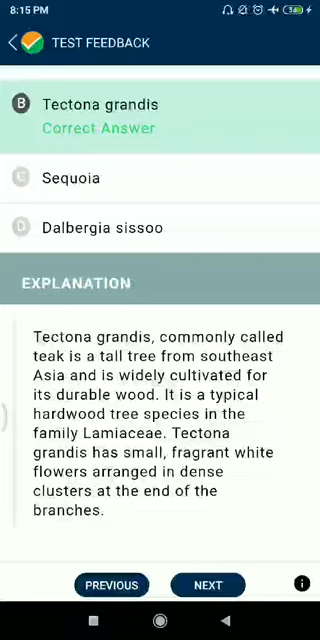 8:15 PM
TEST FEEDBACK
B Tectona grandis
Correct Answer
C Sequoia
D Dalbergia sissoo
EXPLANATION
Tectona grandis, commonly called
teak is a tall tree from southeast
Asia and is widely cultivated for
its durable wood. It is a typical
hardwood tree species in the
family Lamiaceae. Tectona
grandis has small, fragrant white
flowers arranged in dense
clusters at the end of the
branches.
PREVIOUS
NEXT